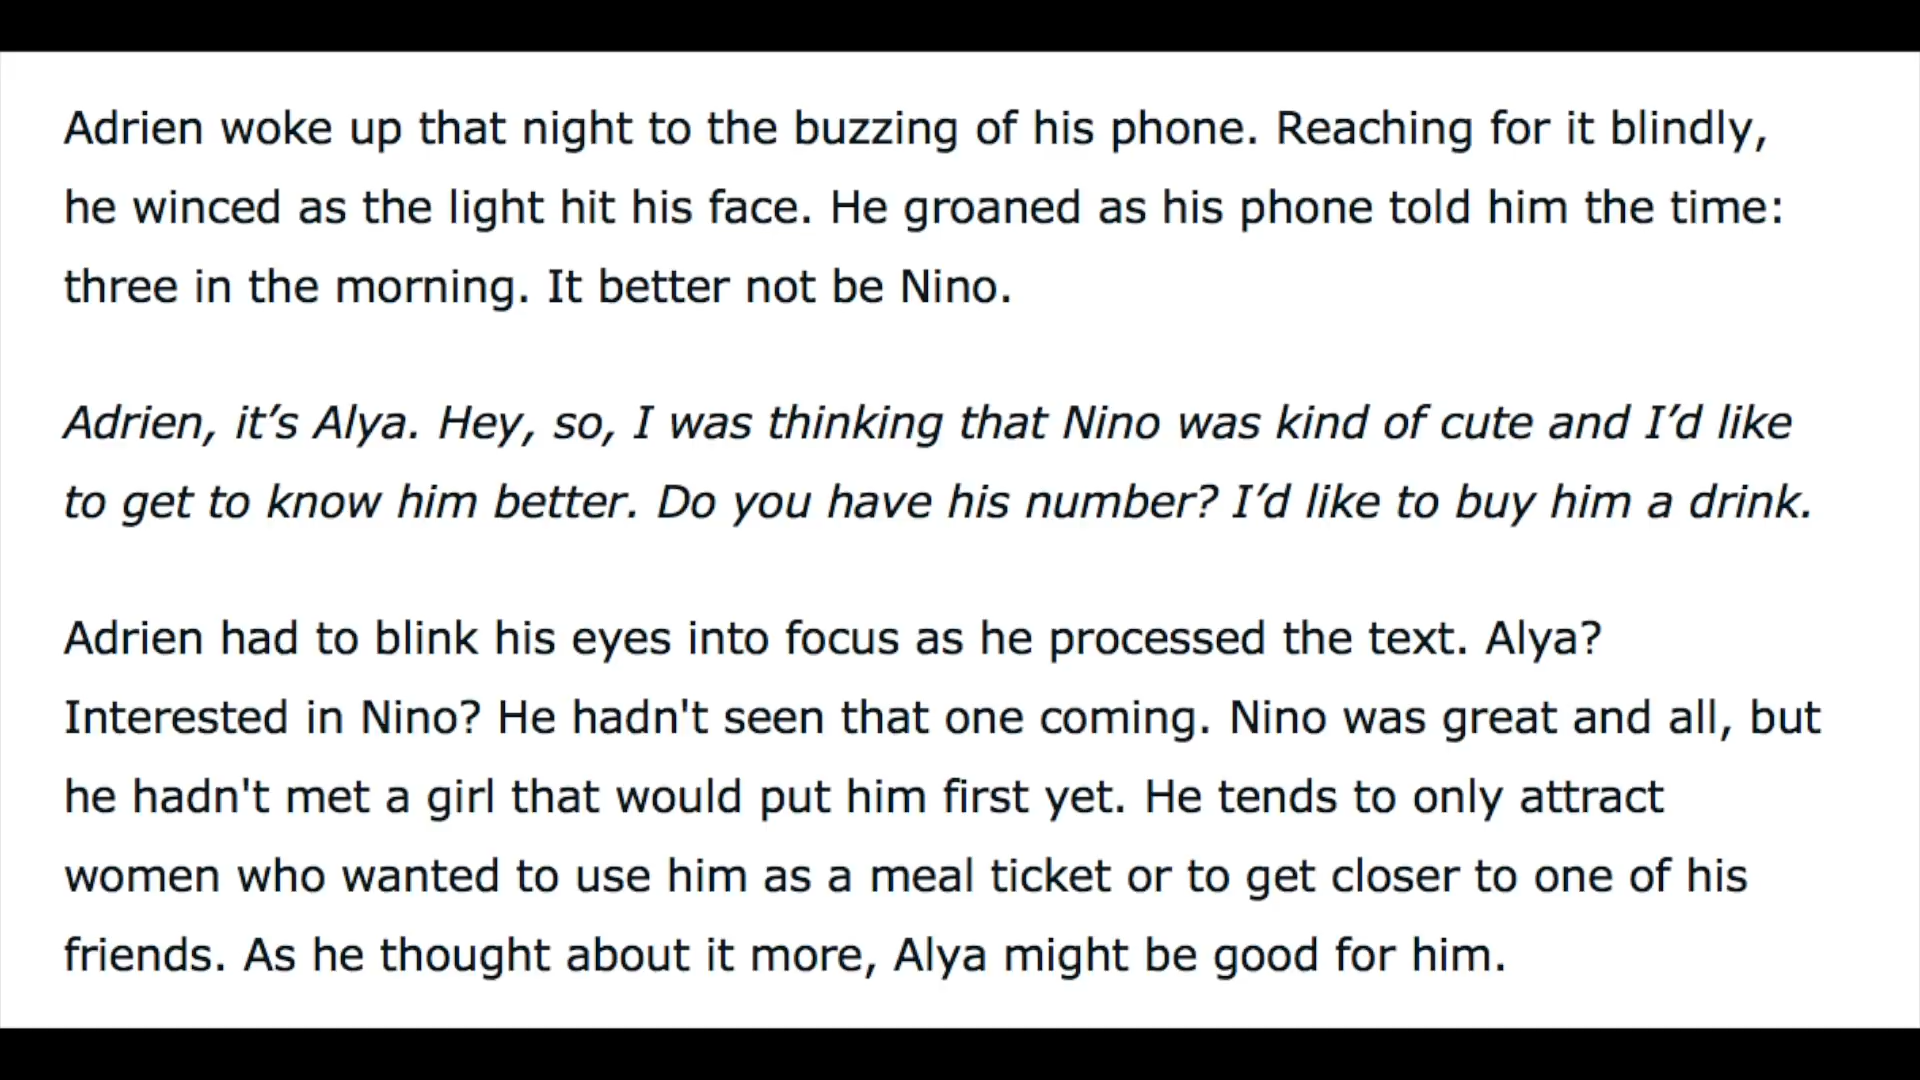 Adrien woke up that night to the buzzing of his phone. Reaching for it blindly,
he winced as the light hit his face. He groaned as his phone told him the time:
three in the morning. It better not be Nino.
Adrien, it’s Alya. Hey, so, I was thinking that Nino was kind of cute and I’d like
to get to know him better. Do you have his number? I’d like to buy him a drink.
Adrien had to blink his eyes into focus as he processed the text. Alya?
Interested in Nino? He hadn't seen that one coming. Nino was great and all, but
he hadn't met a girl that would put him first yet. He tends to only attract
women who wanted to use him as a meal ticket or to get closer to one of his
friends. As he thought about it more, Alya might be good for him.